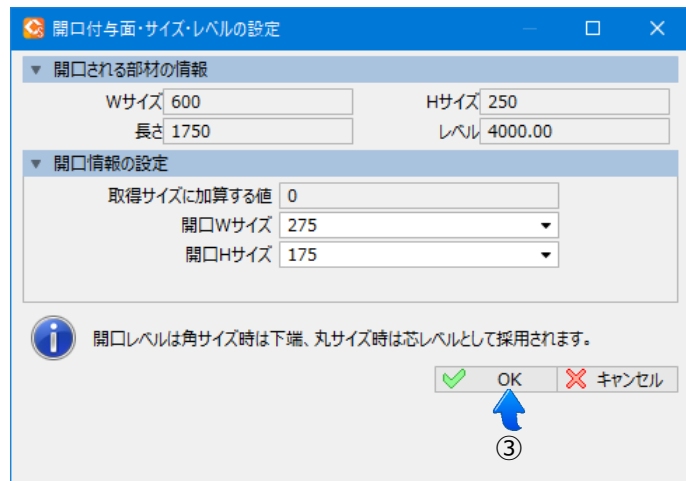 開口付与面・サイズ・レベルの設定
▼ 開口される部材の情報
Wサイズ 600 Hサイズ 250
長さ 1750 レベル 4000.00
▼ 開口情報の設定
取得サイズに加算する値 0
開口Wサイズ 275
開口Hサイズ 175
開口レベルは角サイズ時は下端、丸サイズ時は芯レベルとして採用されます。
OK キャンセル
③